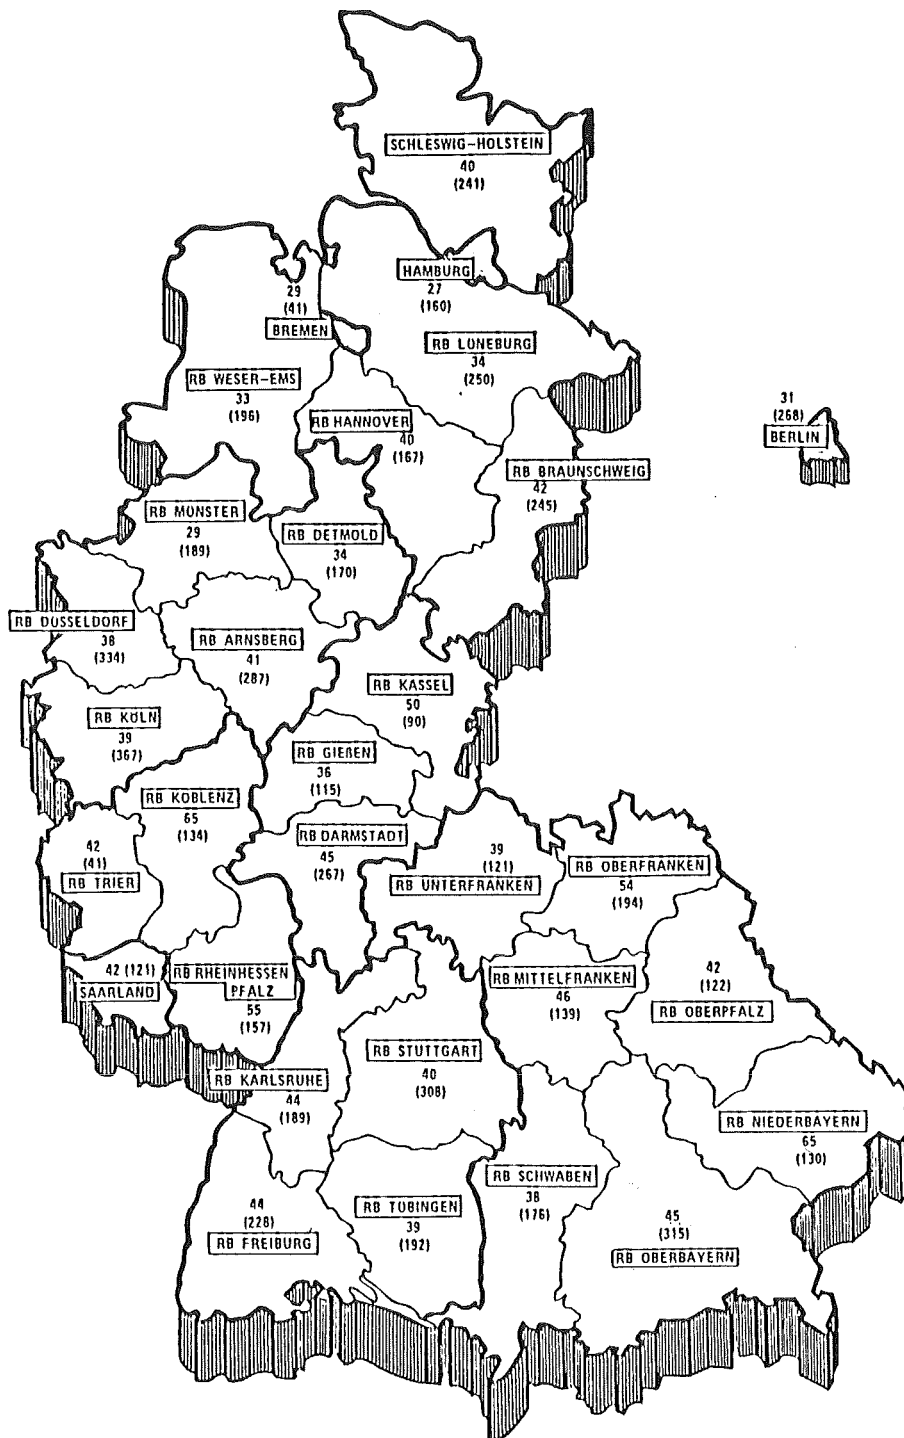 SCHLESWIG-HOLSTEIN
40
(241)
HAMBURG
27
(160)
29
(41)
BREMEN
RB LÜNEBURG
34
(250)
RB WESER-EMS
33
(196)
RB HANNOVER
40
(167)
31
(268)
BERLIN
RB BRAUNSCHWEIG
42
(245)
RB MÜNSTER
29
(189)
RB DETMOLD
34
(170)
RB DÜSSELDORF
38
(334)
RB ARNSBERG
41
(287)
RB KASSEL
50
(90)
RB KÖLN
39
(367)
RB GIEßEN
36
(115)
RB KOBLENZ
65
(134)
RB DARMSTADT
45
(267)
42
(41)
RB TRIER
39
(121)
RB UNTERFRANKEN
RB OBERFRANKEN
54
(194)
42 (121)
SAARLAND
RB RHEINHESSEN
PFALZ
55
(157)
RB MITTELFRANKEN
46
(139)
42
(122)
RB OBERPFALZ
RB KARLSRUHE
44
(189)
RB STUTTGART
40
(308)
RB NIEDERBAYERN
65
(130)
44
(228)
RB FREIBURG
RB TÜBINGEN
39
(192)
RB SCHWABEN
38
(176)
45
(315)
RB OBERBAYERN